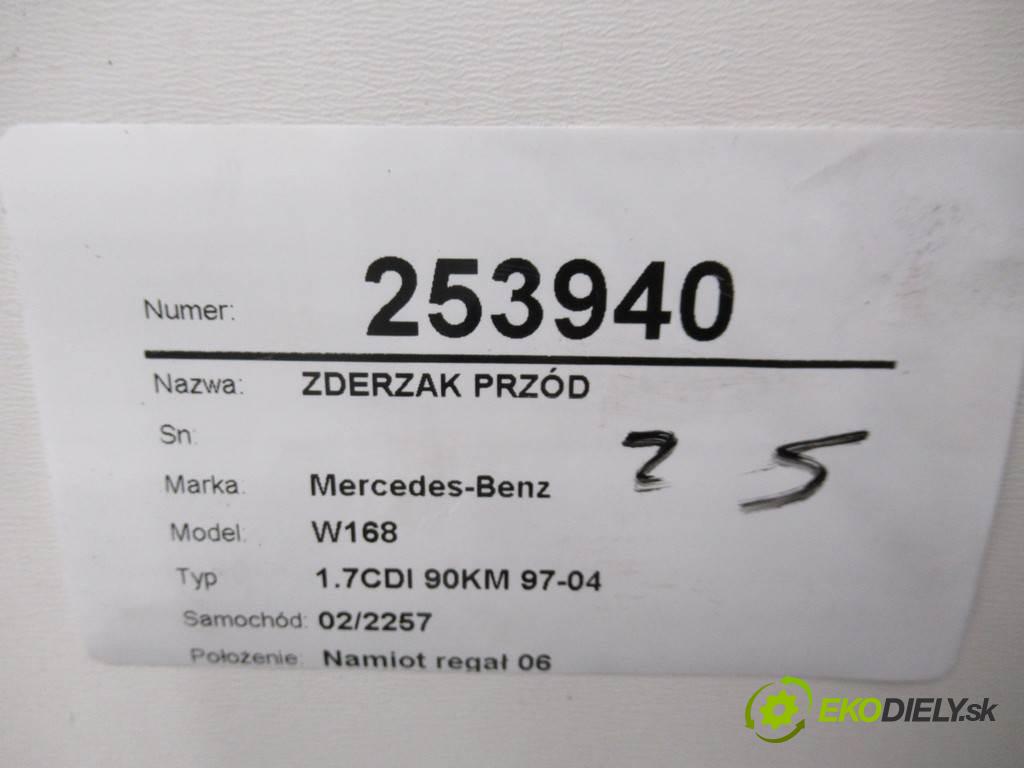 Numer: 253940
Nazwa: ZDERZAK PRZÓD
Sn:
2 5
Marka: Mercedes-Benz
Model: W168
Typ 1.7CDI 90KM 97-04
Samochód: 02/2257
Położenie: Namiot regał 06
EKODIELY.sk